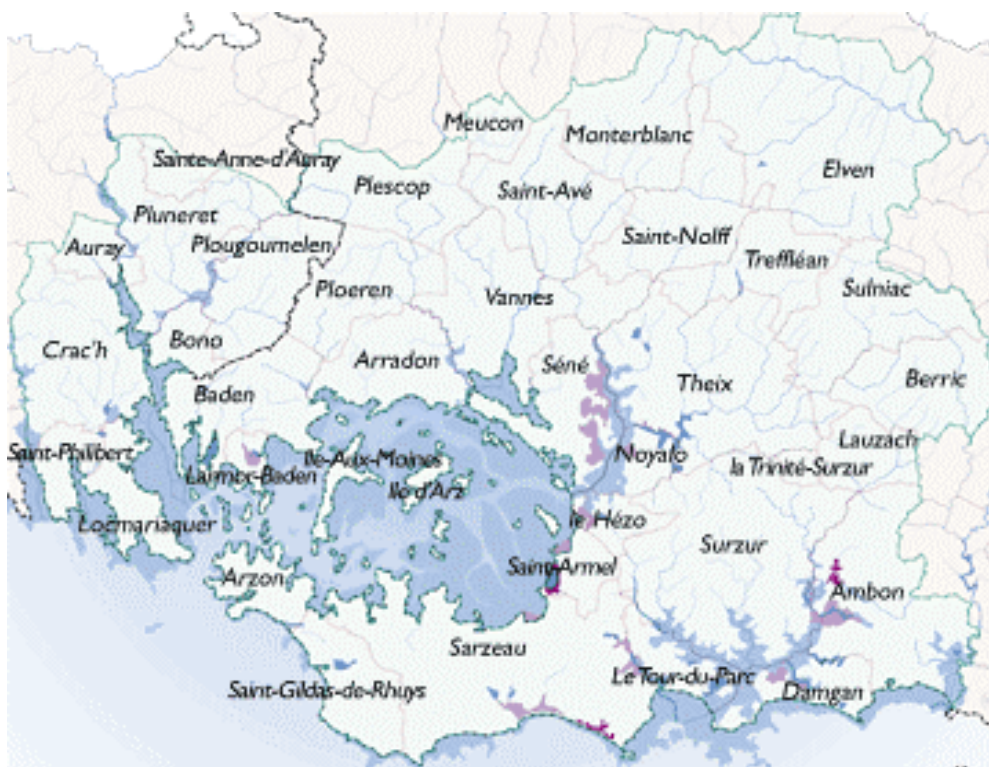 Meucon
Monterblanc
Sainte-Anne-d'Auray
Elven
Plescop
Saint-Avé
Pluneret
Saint-Nolff
Auray
Plougoumelen
Treffléan
Ploeren
Vannes
Sulniac
Bono
Crac'h
Arradon
Séné
Baden
Theix
Berric
Saint-Philibert
Lauzach
Ile-Aux-Moines
Noyalo
Larmor-Baden
la Trinité-Surzur
Ile d'Arz
Locmariaquer
le Hézo
Surzur
Saint-Armel
Arzon
Ambon
Sarzeau
Le Tour-du-Parc
Saint-Gildas-de-Rhuys
Damgan